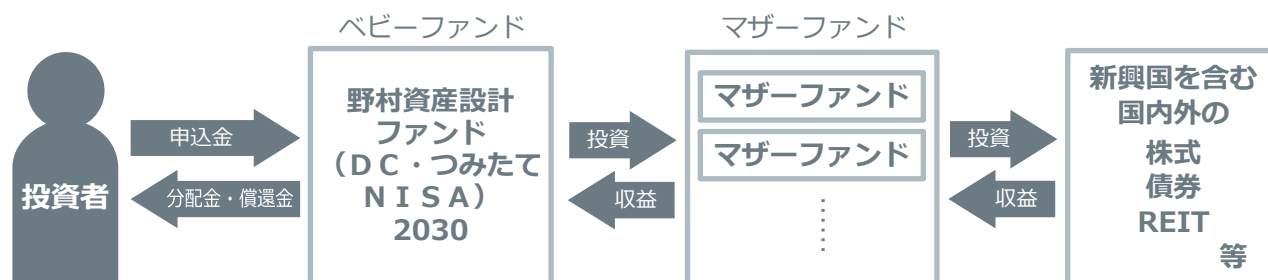 ベビーファンド
マザーファンド
投資者
申込金
分配金・償還金
野村資産設計
ファンド
（ＤＣ・つみたて
ＮＩＳＡ）
2030
投資
収益
マザーファンド
マザーファンド
投資
収益
新興国を含む
国内外の
株式
債券
REIT
等